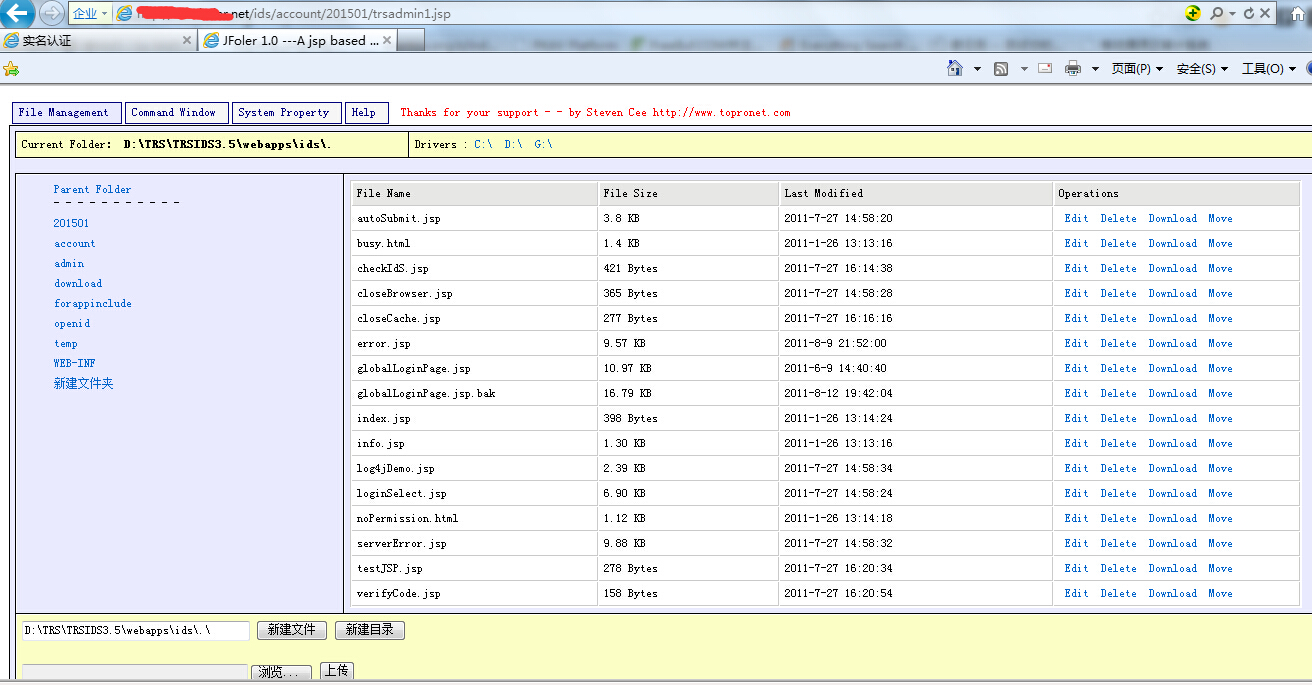 企业
net/ids/account/201501/trsadmin1.jsp
实名认证
JFoler 1.0 ---A jsp based ...
页面(P) 安全(S) 工具(O)
File Management Command Window System Property Help Thanks for your support - - by Steven Cee http://www.topronet.com
Current Folder: D:\TRS\TRSIDS3.5\webapps\ids\. Drivers : C:\ D:\ G:\
Parent Folder
- - - - - - - - - - -
201501
account
admin
download
forappinclude
openid
temp
WEB-INF
新建文件夹
File Name File Size Last Modified Operations
autoSubmit.jsp 3.8 KB 2011-7-27 14:58:20 Edit Delete Download Move
busy.html 1.4 KB 2011-1-26 13:13:16 Edit Delete Download Move
checkIdS.jsp 421 Bytes 2011-7-27 16:14:38 Edit Delete Download Move
closeBrowser.jsp 365 Bytes 2011-7-27 14:58:28 Edit Delete Download Move
closeCache.jsp 277 Bytes 2011-7-27 16:16:16 Edit Delete Download Move
error.jsp 9.57 KB 2011-8-9 21:52:00 Edit Delete Download Move
globalLoginPage.jsp 10.97 KB 2011-6-9 14:40:40 Edit Delete Download Move
globalLoginPage.jsp.bak 16.79 KB 2011-8-12 19:42:04 Edit Delete Download Move
index.jsp 398 Bytes 2011-1-26 13:14:24 Edit Delete Download Move
info.jsp 1.30 KB 2011-1-26 13:13:16 Edit Delete Download Move
log4jDemo.jsp 2.39 KB 2011-7-27 14:58:34 Edit Delete Download Move
loginSelect.jsp 6.90 KB 2011-7-27 14:58:24 Edit Delete Download Move
noPermission.html 1.12 KB 2011-1-26 13:14:18 Edit Delete Download Move
serverError.jsp 9.88 KB 2011-7-27 14:58:32 Edit Delete Download Move
testJSP.jsp 278 Bytes 2011-7-27 16:20:34 Edit Delete Download Move
verifyCode.jsp 158 Bytes 2011-7-27 16:20:54 Edit Delete Download Move
D:\TRS\TRSIDS3.5\webapps\ids\.\ 新建文件 新建目录
浏览... 上传